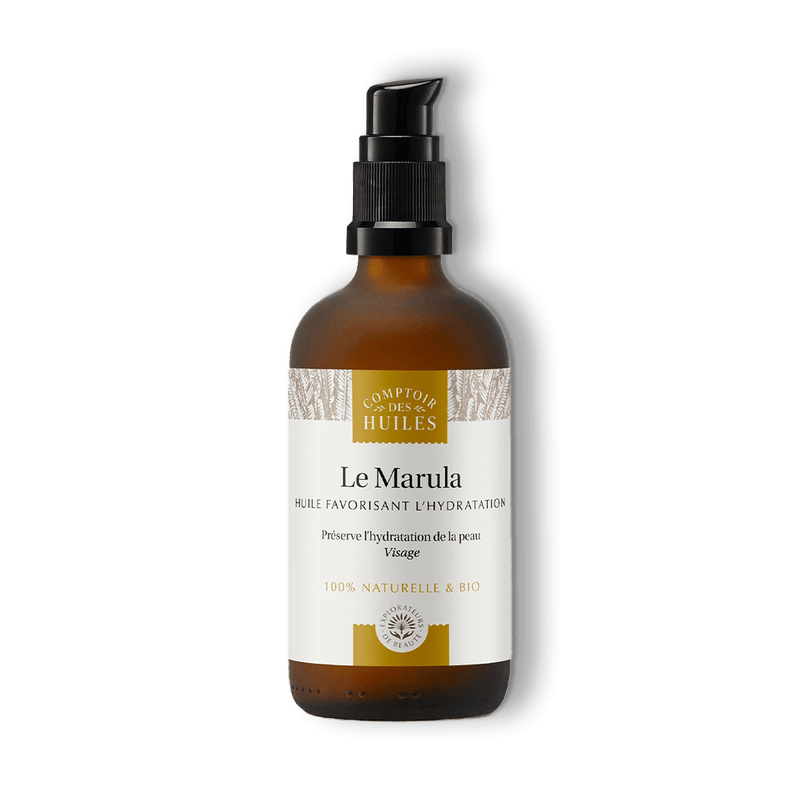 COMPTOIR
DES
HUILES
Le Marula
HUILE FAVORISANT L'HYDRATATION
Préserve l'hydratation de la peau
Visage
100% NATURELLE & BIO
EXPLORATEURS
DE BEAUTÉ